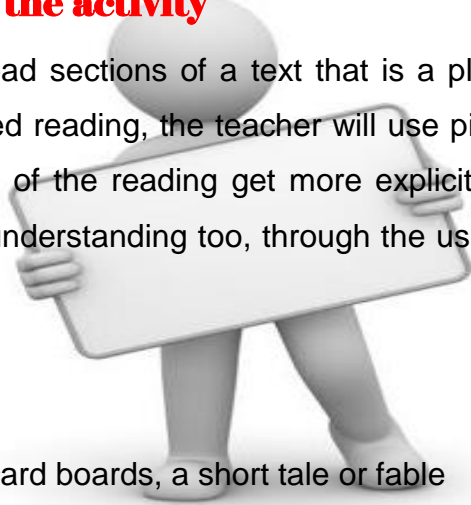 the activity
ad sections of a text that is a pl
ed reading, the teacher will use pi
of the reading get more explicit
understanding too, through the us
ard boards, a short tale or fable